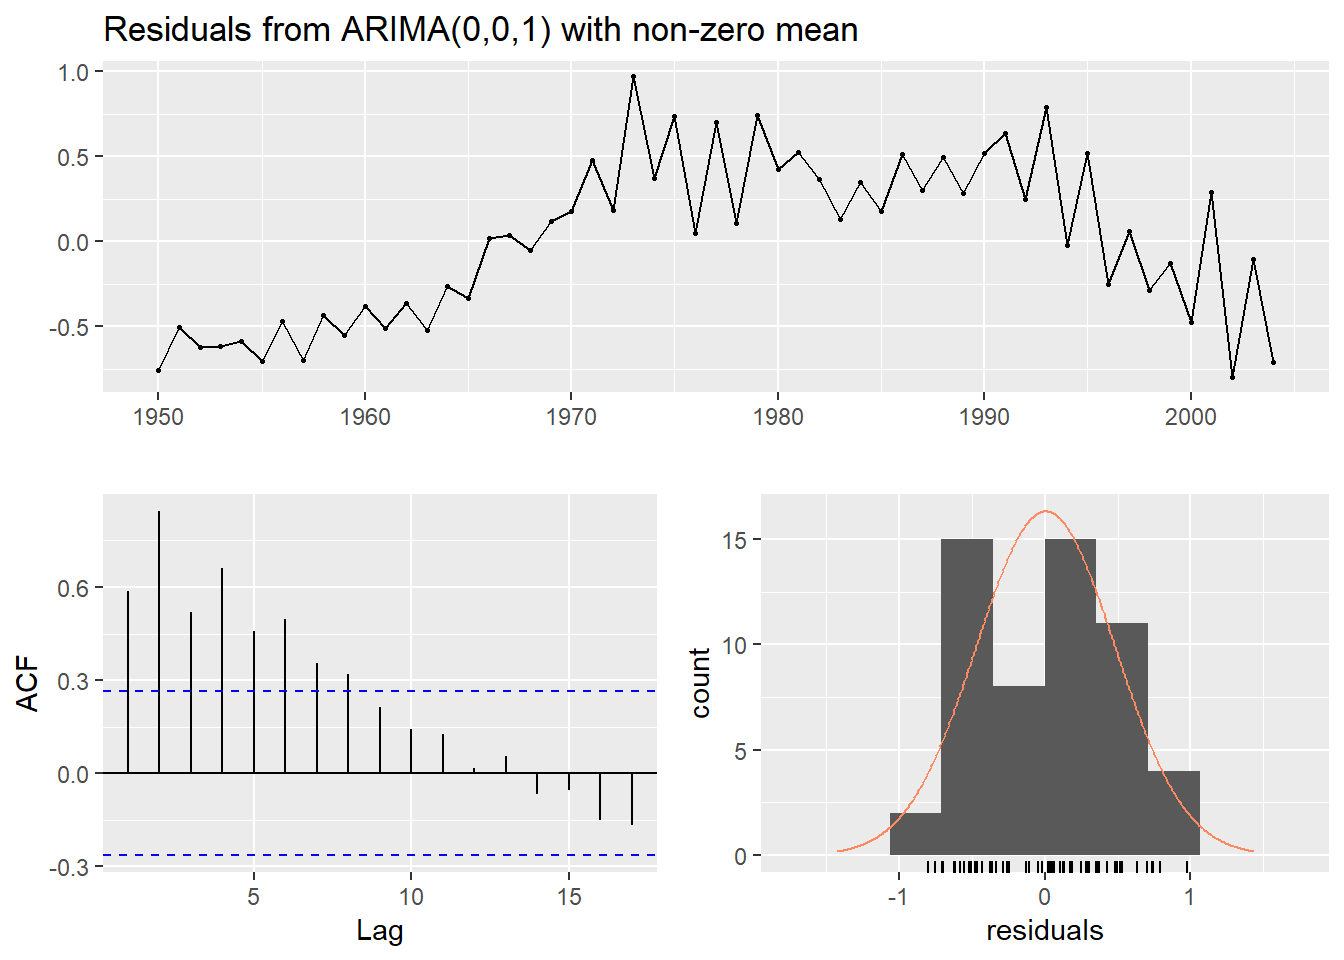 Residuals from ARIMA(0,0,1) with non-zero mean
1.0
0.5
0.0
-0.5
1950 1960 1970 1980 1990 2000
ACF
0.6
0.3
0.0
-0.3
5 10 15
Lag
count
15
10
5
0
-1 0 1
residuals